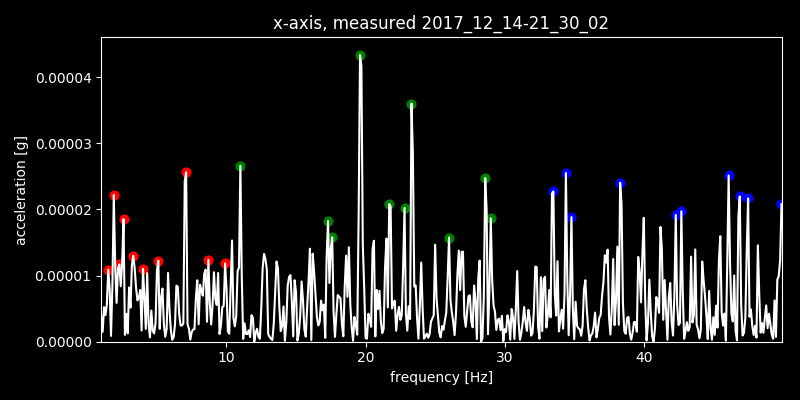 x-axis, measured 2017_12_14-21_30_02
acceleration [g]
0.00004
0.00003
0.00002
0.00001
0.00000
10 20 30 40
frequency [Hz]